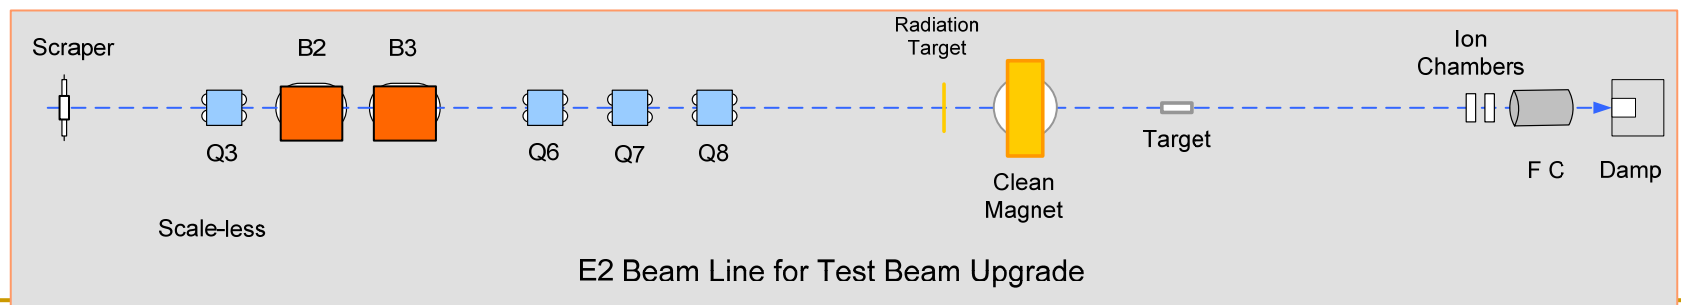 Scraper
B2
B3
Radiation
Target
Ion
Chambers
Q3
Q6
Q7
Q8
Clean
Magnet
Target
F C
Damp
Scale-less
E2 Beam Line for Test Beam Upgrade